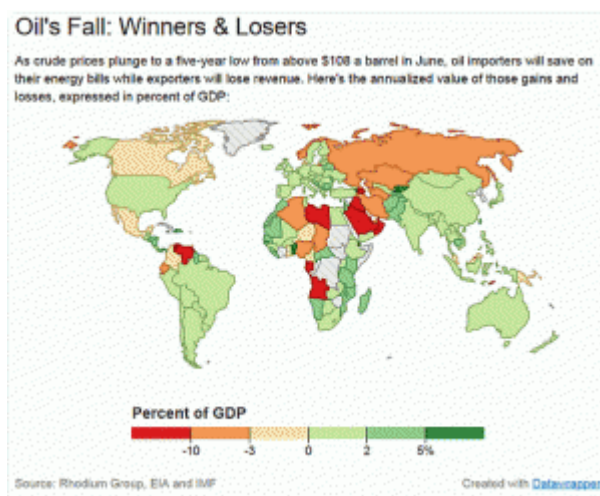 Oil's Fall: Winners & Losers
As crude prices plunge to a five-year low from above $108 a barrel in June, oil importers will save on
their energy bills while exporters will lose revenue. Here's the annualized value of those gains and
losses, expressed in percent of GDP:
Percent of GDP
-10 -3 0 2 5%
Source: Rhodium Group, EIA and IMF
Created with Datawrapper